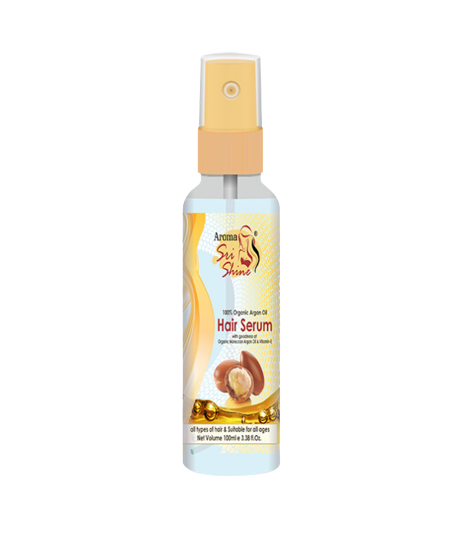 Aroma ®
Sri
Shine
100% Organic Argan Oil
Hair Serum
with goodness of
Organic Moroccan Argan Oil & Vitamin-E
all types of hair & Suitable for all ages
Net Volume 100ml e 3.38 fl.Oz.